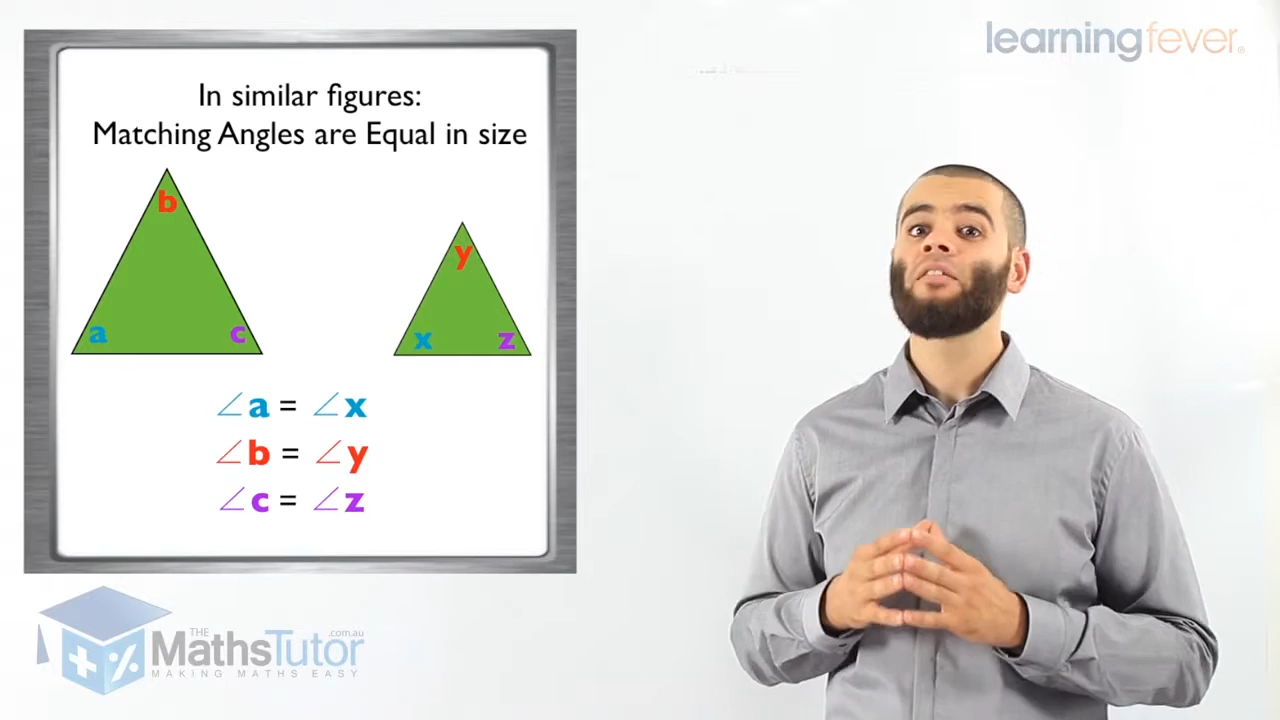 learningfever®
In similar figures:
Matching Angles are Equal in size
b
y
a
c
x
z
∠a = ∠x
∠b = ∠y
∠c = ∠z
THE
MathsTutor.com.au
MAKING MATHS EASY